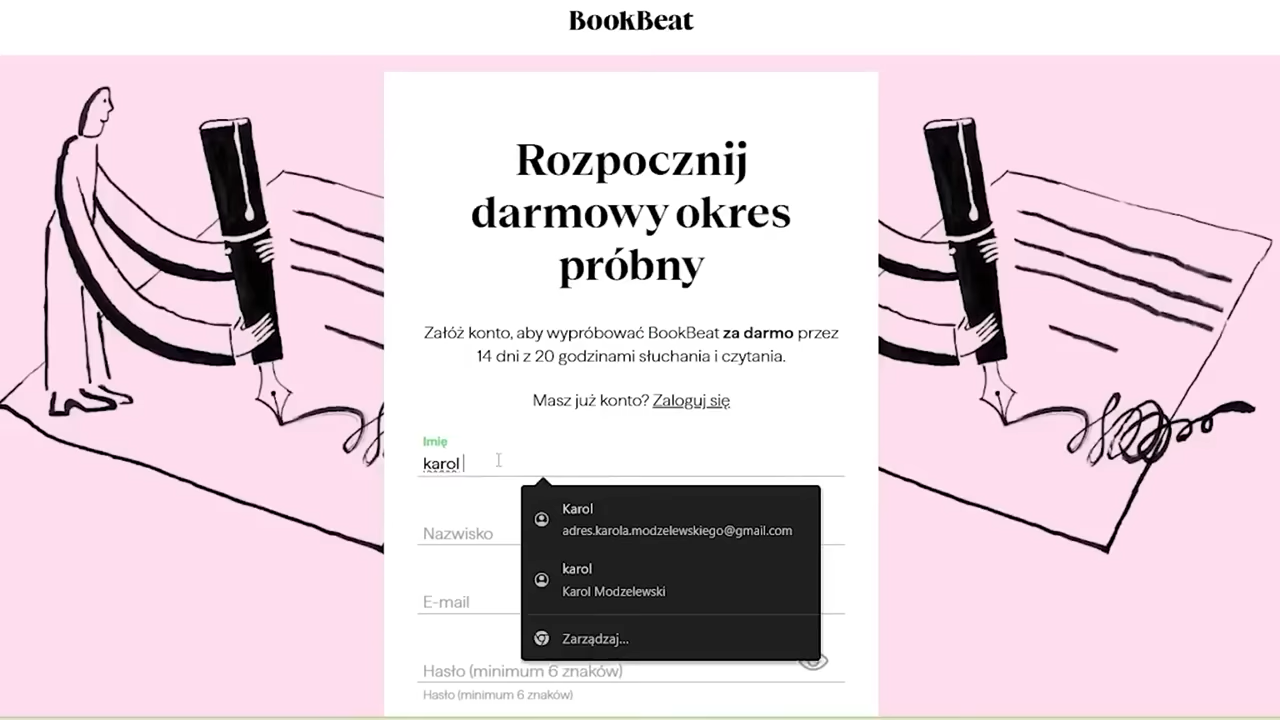 BookBeat
Rozpocznij
darmowy okres
próbny
Załóż konto, aby wypróbować BookBeat za darmo przez
14 dni z 20 godzinami słuchania i czytania.
Masz już konto? Zaloguj się
Imię
karol
Karol
adres.karola.modzelewskiego@gmail.com
karol
Karol Modzelewski
Zarządzaj...
Nazwisko
E-mail
Hasło (minimum 6 znaków)
Hasło (minimum 6 znaków)